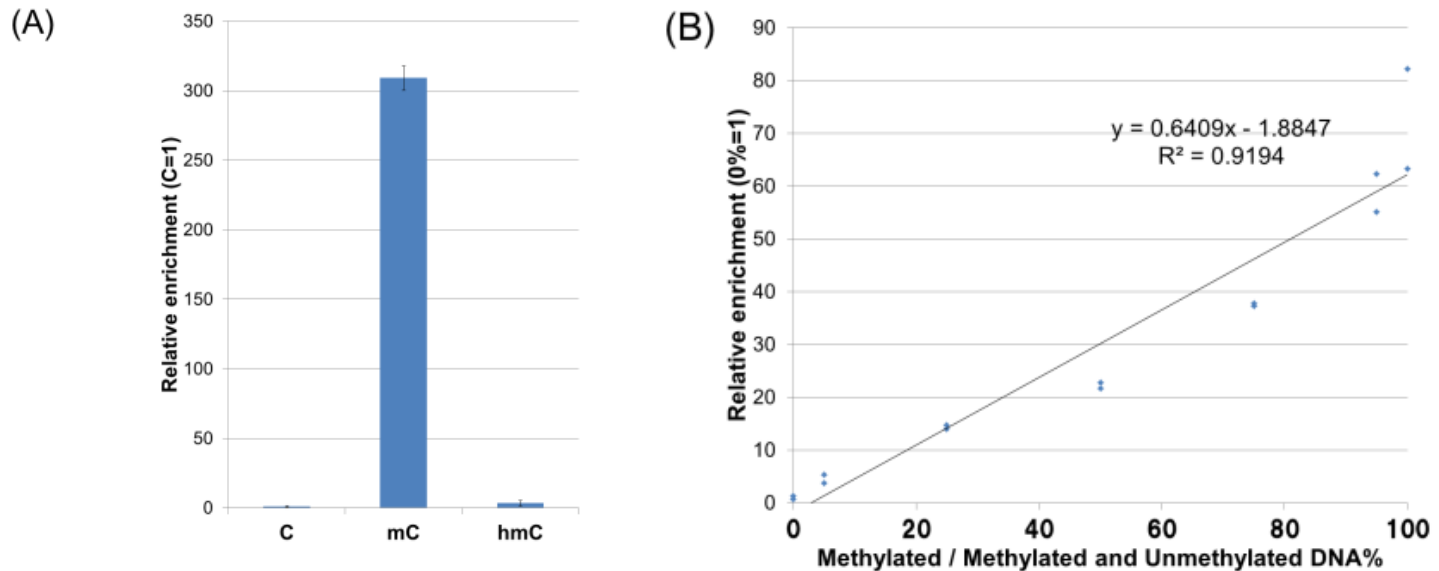 (A)
Relative enrichment (C=1)
350
300
250
200
150
100
50
0
C mC hmC
(B)
Relative enrichment (0%=1)
90
80
70
60
50
40
30
20
10
0
y = 0.6409x - 1.8847
R² = 0.9194
0 20 40 60 80 100
Methylated / Methylated and Unmethylated DNA%